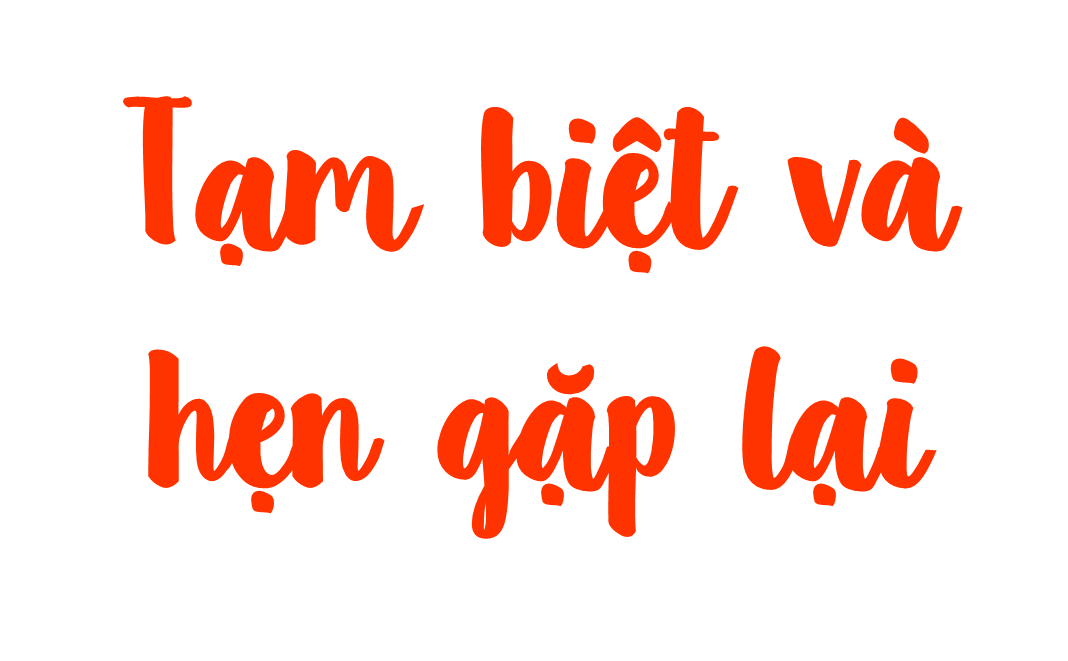 Tạm biệt và
hẹn gặp lại